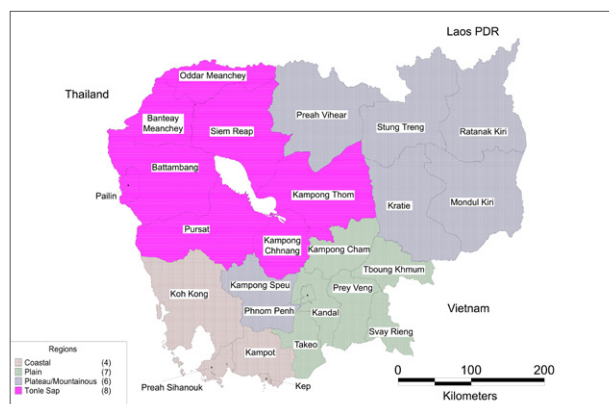 Laos PDR
Thailand
Oddar Meanchey
Banteay
Meanchey
Siem Reap
Preah Vihear
Stung Treng
Ratanak Kiri
Battambang
Pailin
Kampong Thom
Kratie
Mondul Kiri
Pursat
Kampong
Chhnang
Kampong Cham
Tboung Khmum
Koh Kong
Kampong Speu
Prey Veng
Phnom Penh
Kandal
Vietnam
Svay Rieng
Takeo
Kampot
Preah Sihanouk
Kep
Regions
Coastal (4)
Plain (7)
Plateau/Mountainous (6)
Tonle Sap (8)
0 100 200
Kilometers